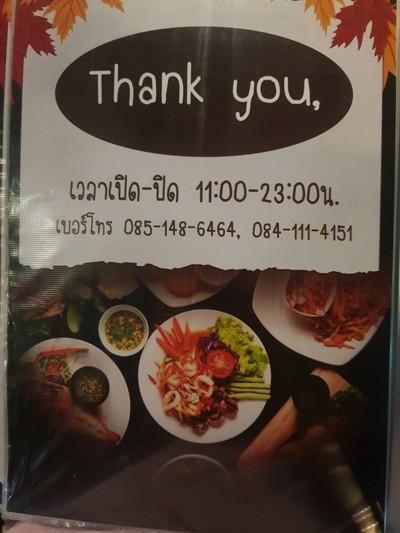 Thank you,
เวลาเปิด-ปิด 11:00-23:00น.
เบอร์โทร 085-148-6464, 084-111-4151